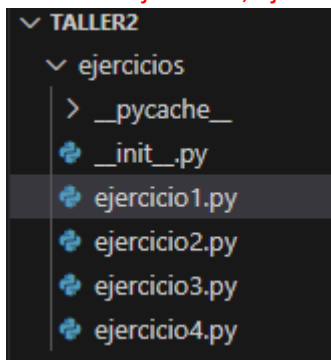 TALLER2
ejercicios
__pycache__
__init__.py
ejercicio1.py
ejercicio2.py
ejercicio3.py
ejercicio4.py